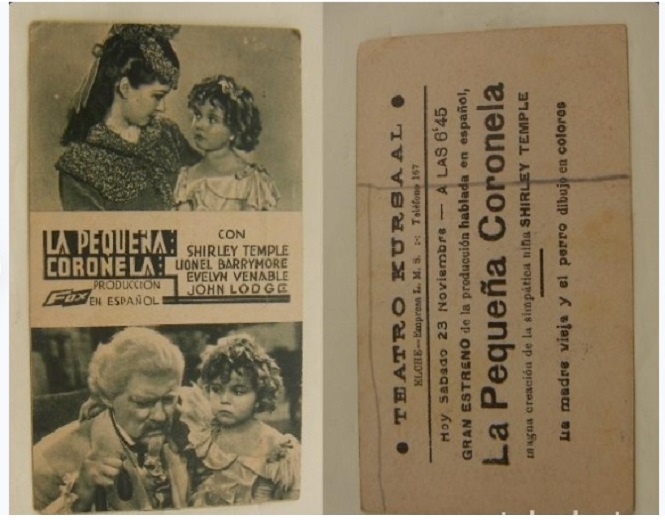 LA PEQUEÑA
CORONELA
PRODUCCION
FOX EN ESPAÑOL
CON
SHIRLEY TEMPLE
LIONEL BARRYMORE
EVELYN VENABLE
JOHN LODGE
● TEATRO KURSAAL ●
ELCHE—Empresa L. M. S. :-: Teléfono 167
Hoy Sabado 23 Noviembre — A LAS 6'45
GRAN ESTRENO de la producción hablada en español,
La Pequeña Coronela
magna creación de la simpática niña SHIRLEY TEMPLE
La madre vieja y el perro dibujo en colores